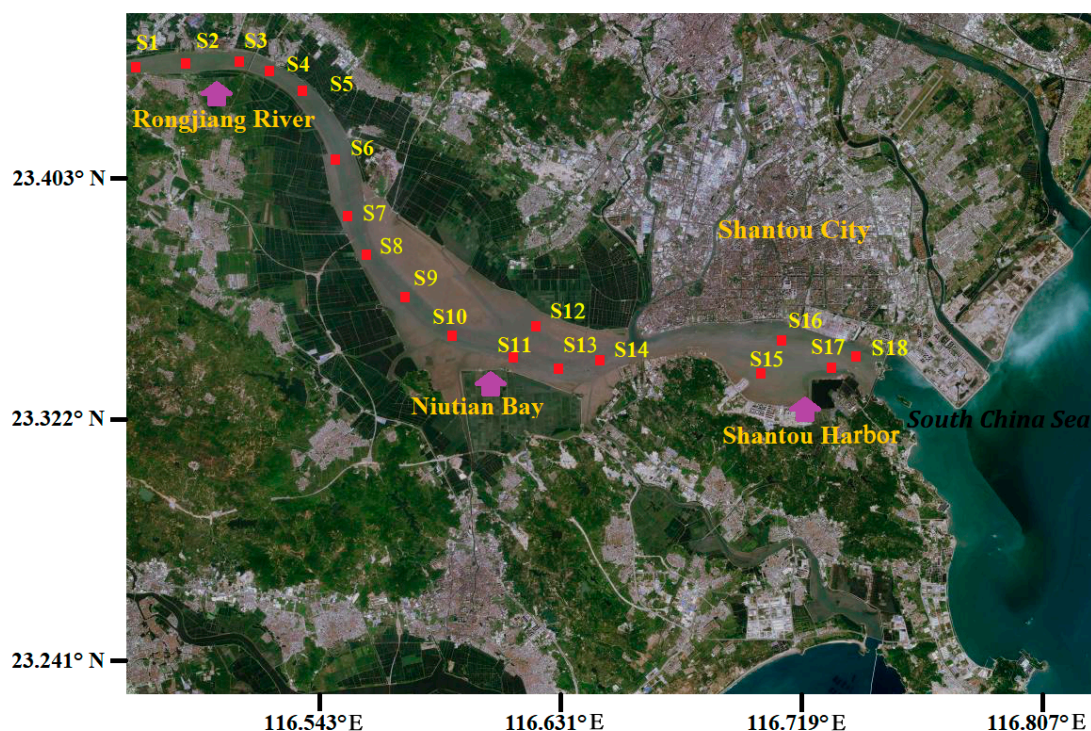 S1
S2
S3
S4
S5
Rongjiang River
S6
23.403° N
S7
Shantou City
S8
S9
S12
S10
S16
S11
S13
S14
S15
S17
S18
Niutian Bay
South China Sea
23.322° N
Shantou Harbor
23.241° N
116.543°E
116.631°E
116.719°E
116.807°E